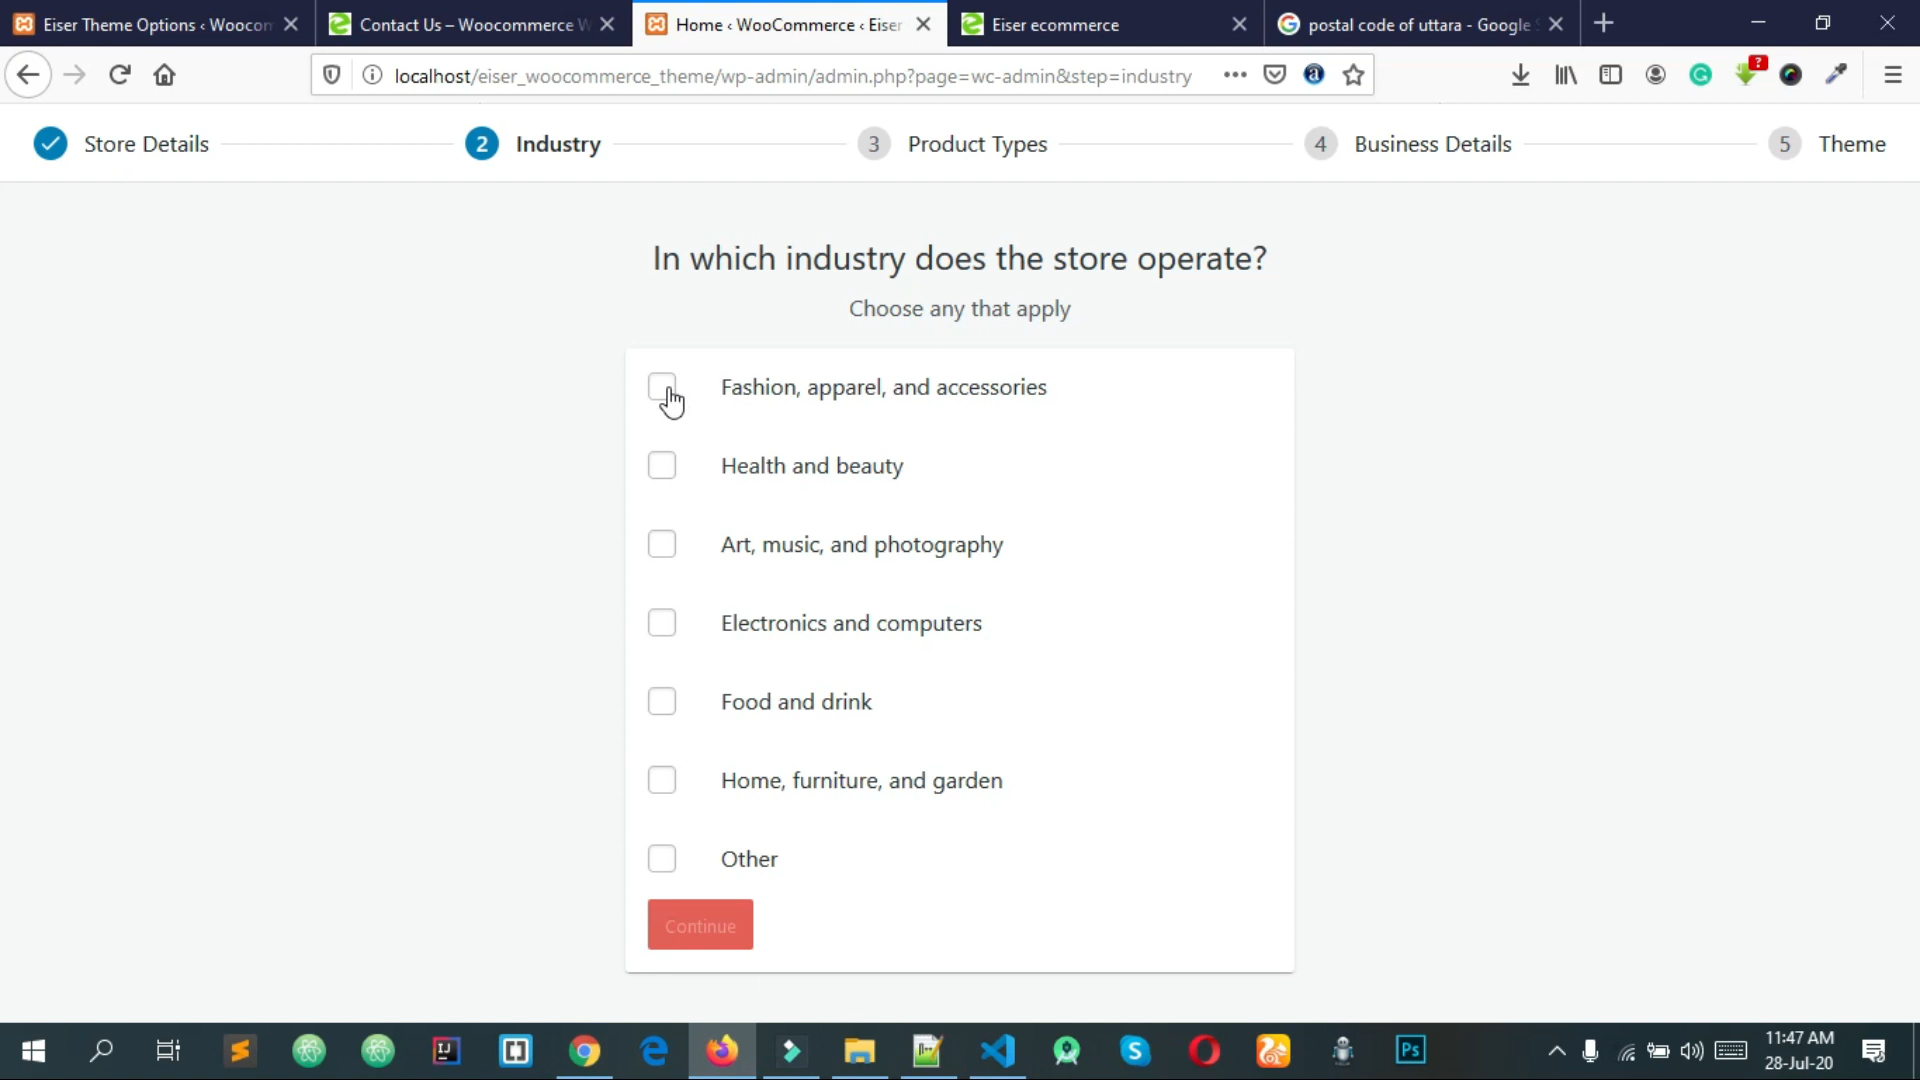 Eiser Theme Options ‹ Woocom
Contact Us – Woocommerce W
Home ‹ WooCommerce ‹ Eiser
Eiser ecommerce
postal code of uttara - Google S
localhost/eiser_woocommerce_theme/wp-admin/admin.php?page=wc-admin&step=industry
Store Details
2 Industry
3 Product Types
4 Business Details
5 Theme
In which industry does the store operate?
Choose any that apply
Fashion, apparel, and accessories
Health and beauty
Art, music, and photography
Electronics and computers
Food and drink
Home, furniture, and garden
Other
Continue
11:47 AM
28-Jul-20